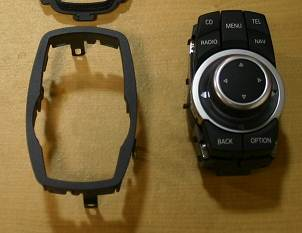 CD MENU TEL
RADIO NAV
BACK OPTION